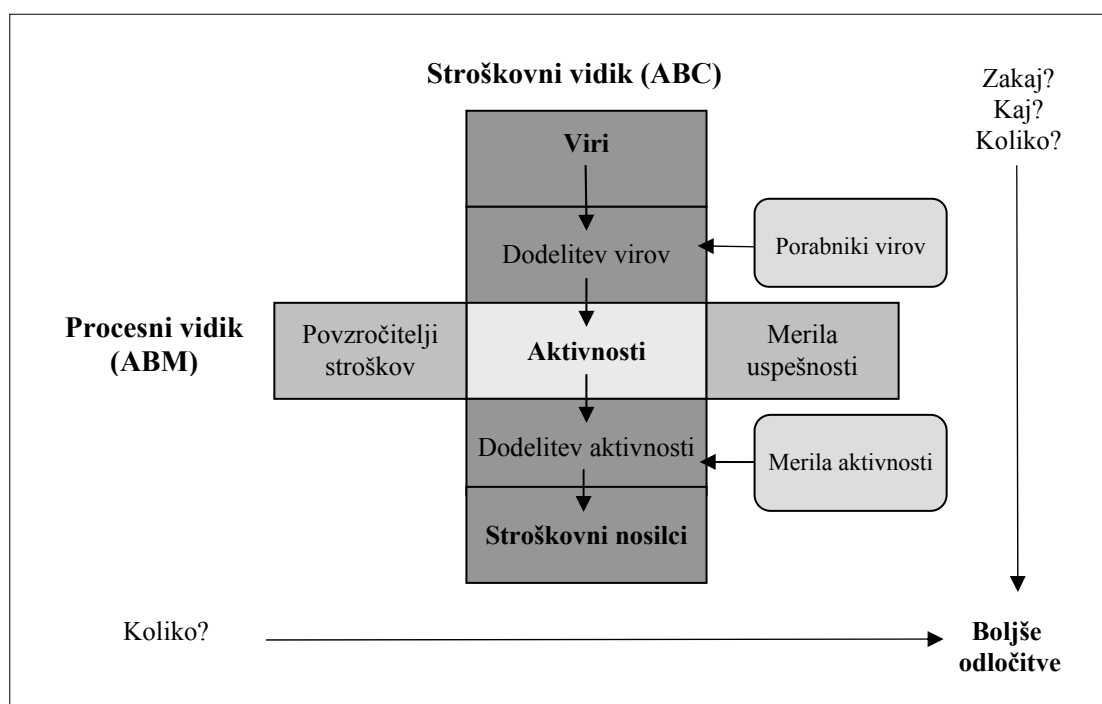 Stroškovni vidik (ABC)
Zakaj?
Kaj?
Koliko?
Viri
Dodelitev virov
Porabniki virov
Procesni vidik
(ABM)
Povzročitelji
stroškov
Aktivnosti
Merila
uspešnosti
Dodelitev aktivnosti
Merila aktivnosti
Stroškovni nosilci
Koliko?
Boljše
odločitve